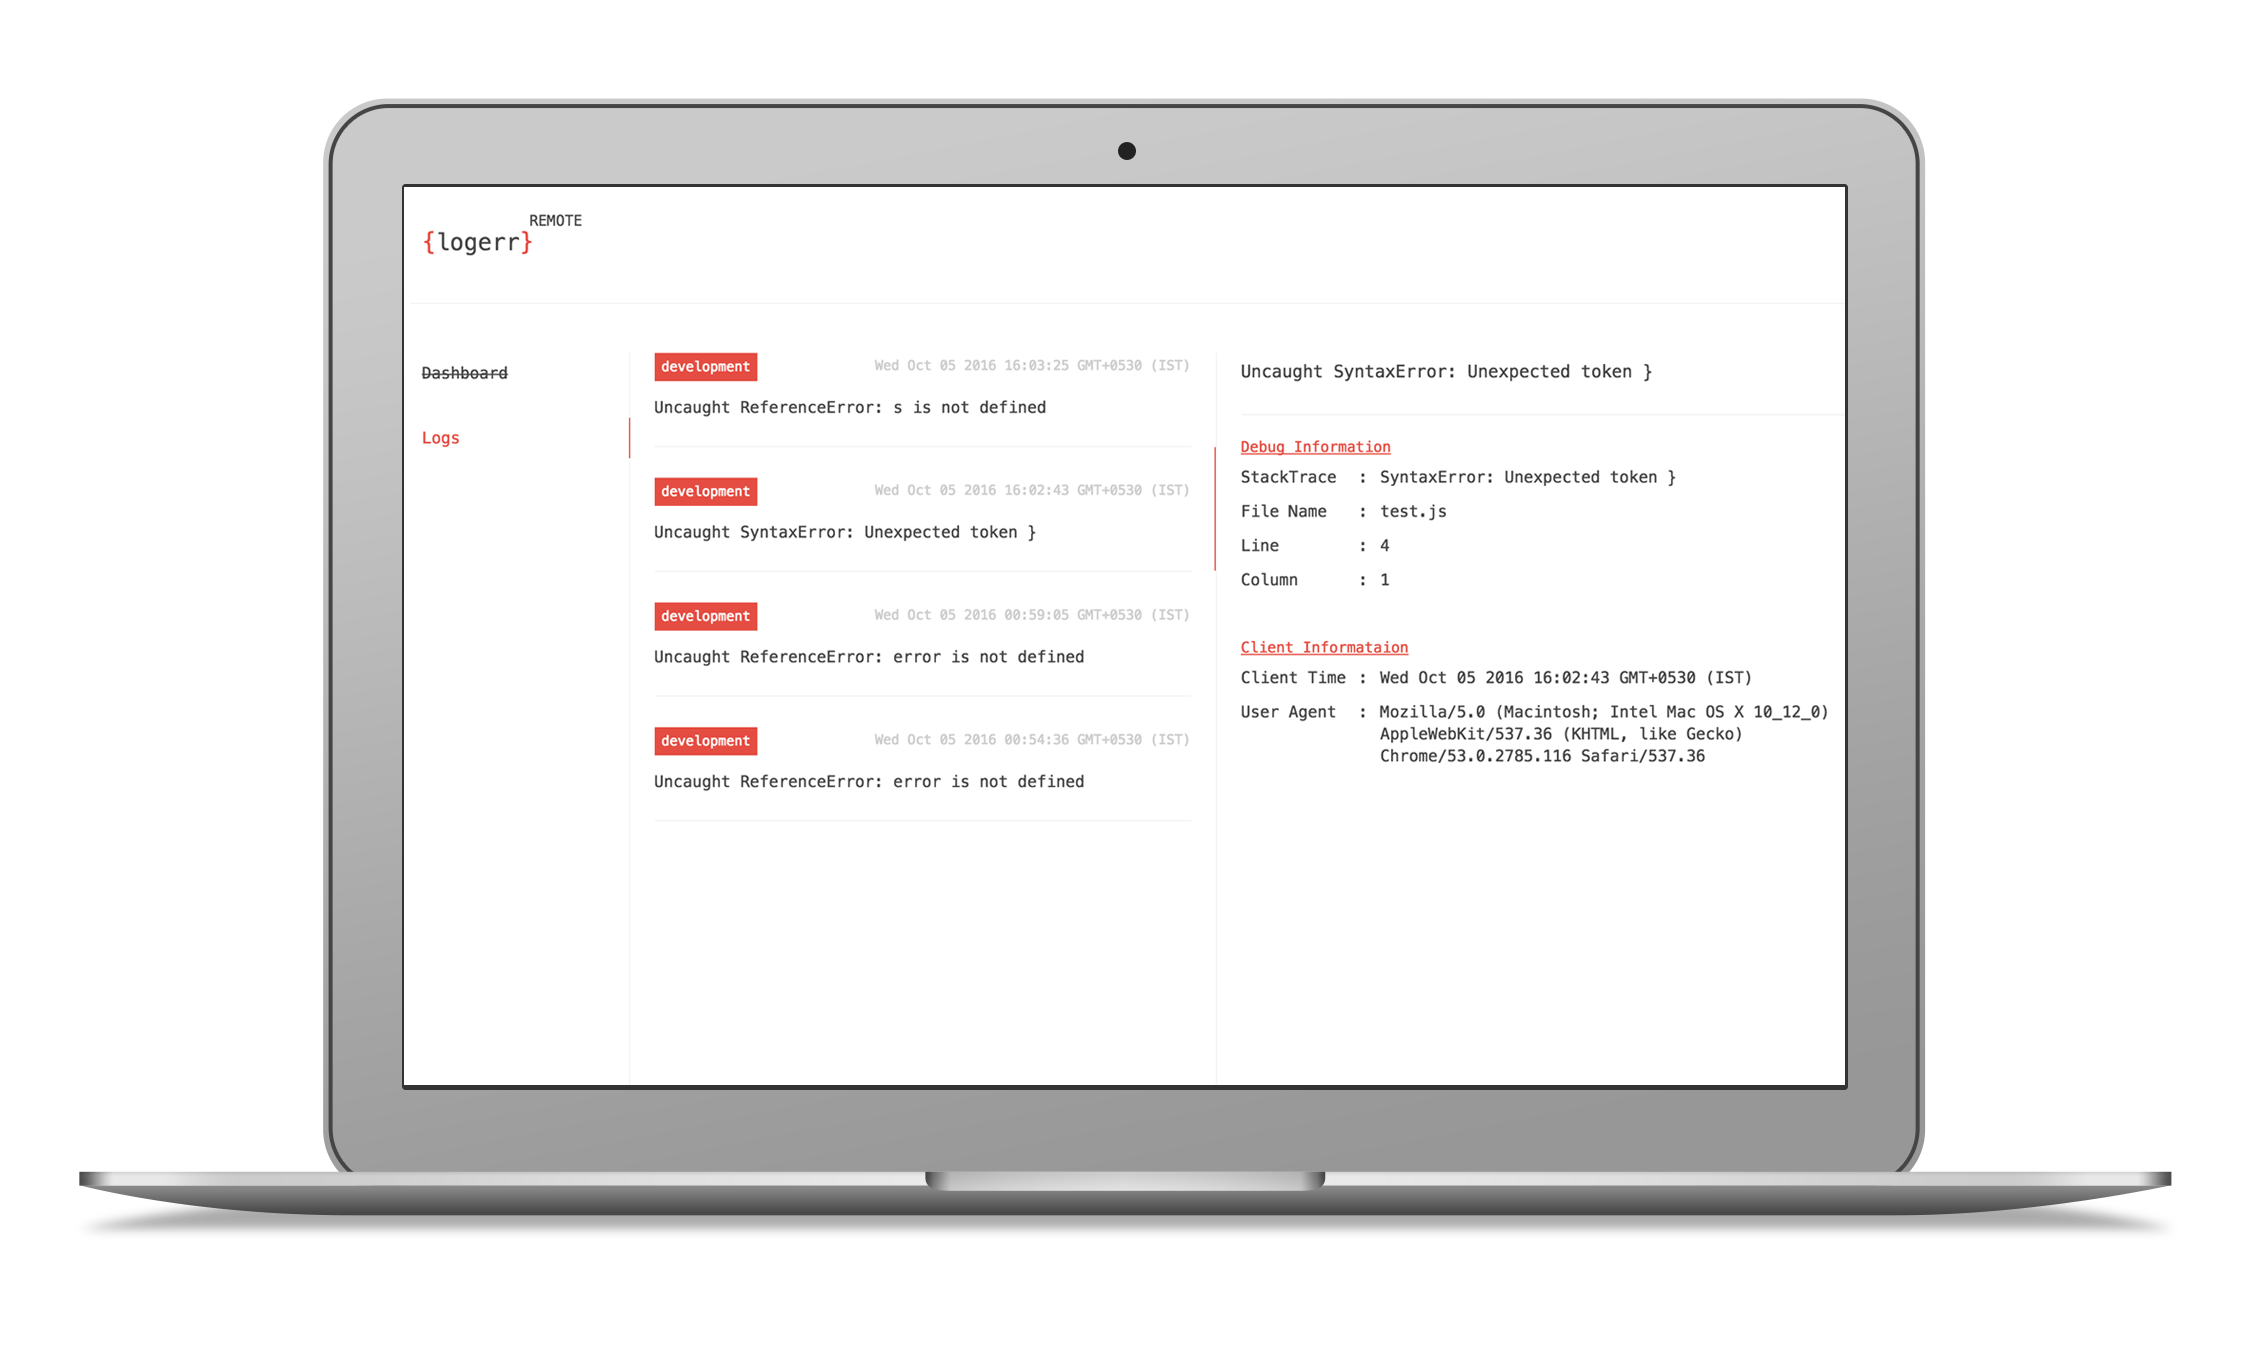 REMOTE
{logerr}
Dashboard
Logs
development Wed Oct 05 2016 16:03:25 GMT+0530 (IST)
Uncaught ReferenceError: s is not defined
development Wed Oct 05 2016 16:02:43 GMT+0530 (IST)
Uncaught SyntaxError: Unexpected token }
development Wed Oct 05 2016 00:59:05 GMT+0530 (IST)
Uncaught ReferenceError: error is not defined
development Wed Oct 05 2016 00:54:36 GMT+0530 (IST)
Uncaught ReferenceError: error is not defined
Uncaught SyntaxError: Unexpected token }
Debug Information
StackTrace : SyntaxError: Unexpected token }
File Name : test.js
Line : 4
Column : 1
Client Informataion
Client Time : Wed Oct 05 2016 16:02:43 GMT+0530 (IST)
User Agent : Mozilla/5.0 (Macintosh; Intel Mac OS X 10_12_0)
AppleWebKit/537.36 (KHTML, like Gecko)
Chrome/53.0.2785.116 Safari/537.36